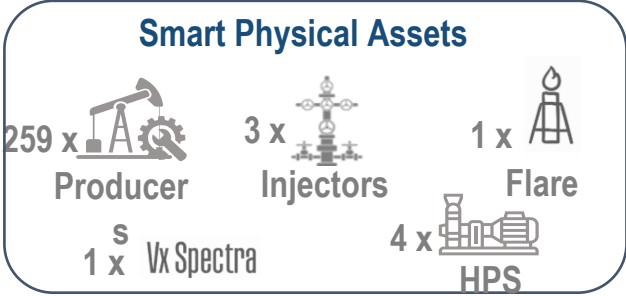 Smart Physical Assets
259 x
3 x
1 x
Producer
Injectors
Flare
s
1 x Vx Spectra
4 x
HPS